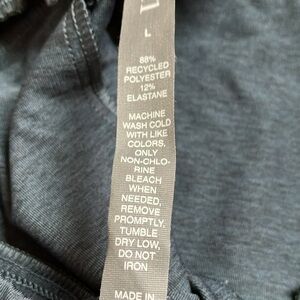 L
88%
RECYCLED
POLYESTER
12%
ELASTANE
MACHINE
WASH COLD
WITH LIKE
COLORS,
ONLY
NON-CHLO-
RINE
BLEACH
WHEN
NEEDED,
REMOVE
PROMPTLY,
TUMBLE
DRY LOW,
DO NOT
IRON
MADE IN